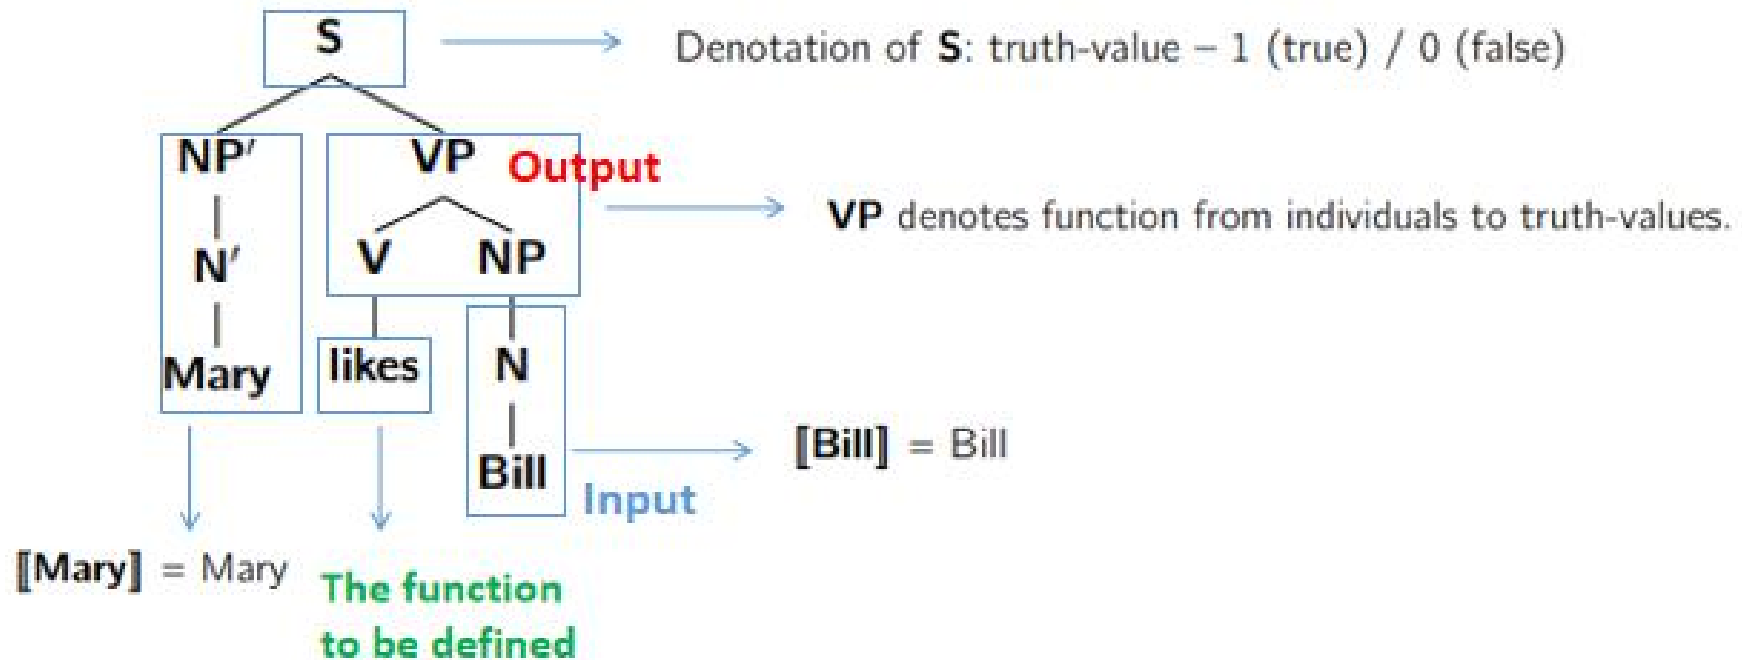 S
Denotation of S: truth-value – 1 (true) / 0 (false)
NP′ VP Output
VP denotes function from individuals to truth-values.
N′ V NP
Mary likes N
Bill
⟦Bill⟧ = Bill
Input
⟦Mary⟧ = Mary
The function
to be defined